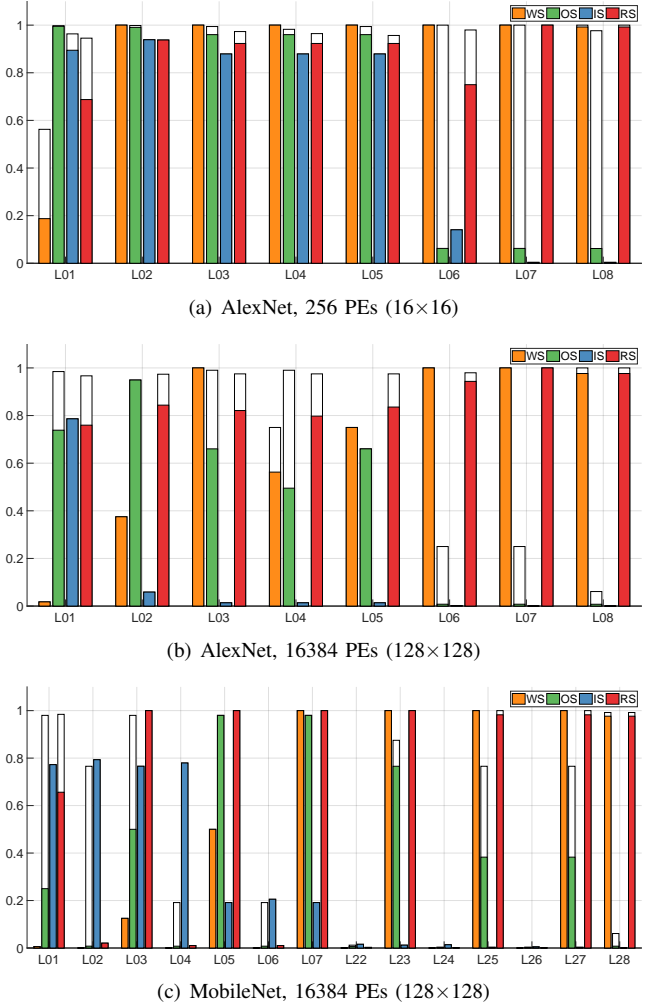 WS OS IS RS
1
0.8
0.6
0.4
0.2
0
L01 L02 L03 L04 L05 L06 L07 L08
(a) AlexNet, 256 PEs (16×16)
WS OS IS RS
1
0.8
0.6
0.4
0.2
0
L01 L02 L03 L04 L05 L06 L07 L08
(b) AlexNet, 16384 PEs (128×128)
WS OS IS RS
1
0.8
0.6
0.4
0.2
0
L01 L02 L03 L04 L05 L06 L07 L22 L23 L24 L25 L26 L27 L28
(c) MobileNet, 16384 PEs (128×128)